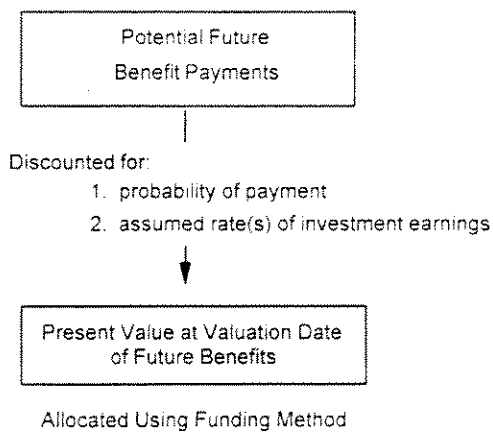 Potential Future
Benefit Payments
Discounted for:
1. probability of payment
2. assumed rate(s) of investment earnings
Present Value at Valuation Date
of Future Benefits
Allocated Using Funding Method